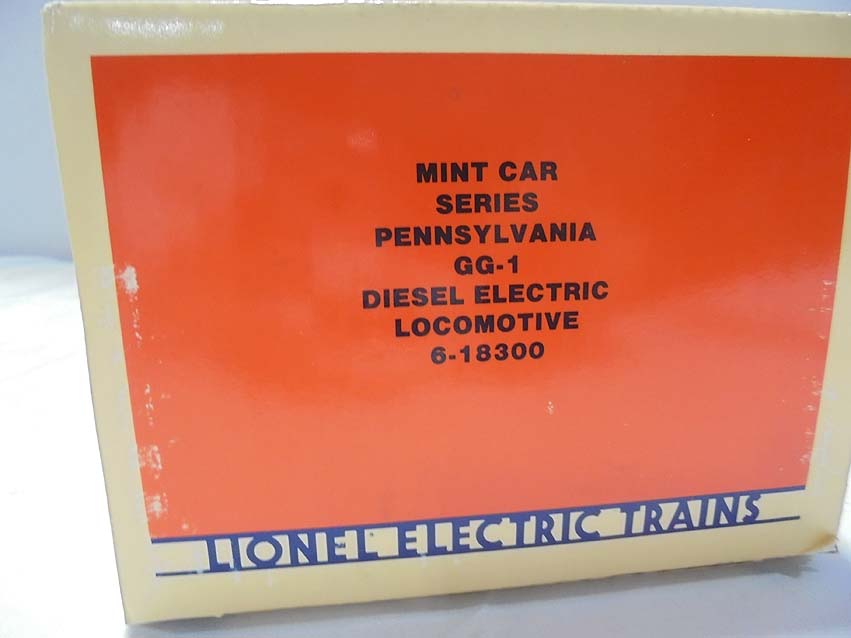 MINT CAR
SERIES
PENNSYLVANIA
GG-1
DIESEL ELECTRIC
LOCOMOTIVE
6-18300
LIONEL ELECTRIC TRAINS